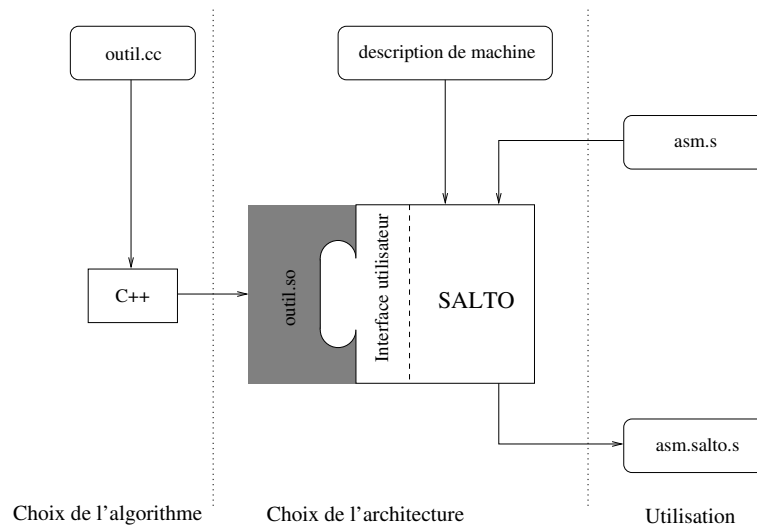 outil.cc
description de machine
asm.s
C++
outil.so
Interface utilisateur
SALTO
asm.salto.s
Choix de l'algorithme
Choix de l'architecture
Utilisation